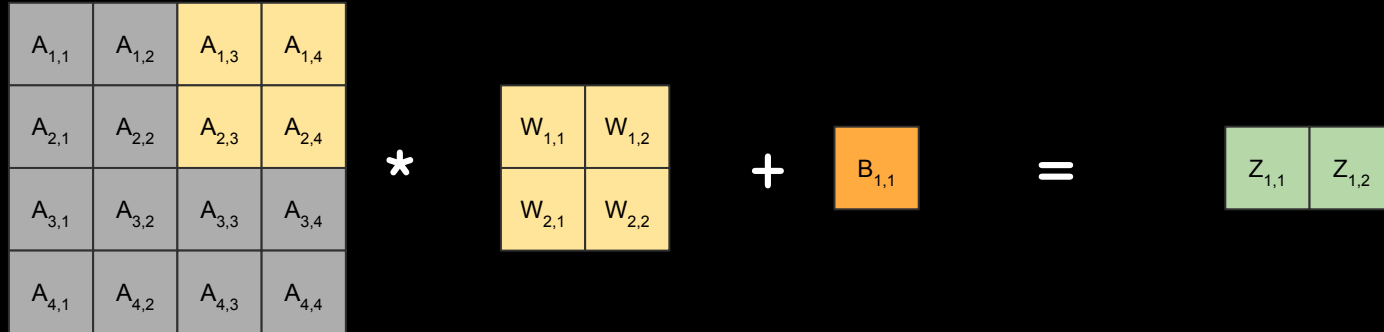 A1,1 A1,2 A1,3 A1,4
A2,1 A2,2 A2,3 A2,4
A3,1 A3,2 A3,3 A3,4
A4,1 A4,2 A4,3 A4,4
*
W1,1 W1,2
W2,1 W2,2
+
B1,1
=
Z1,1 Z1,2